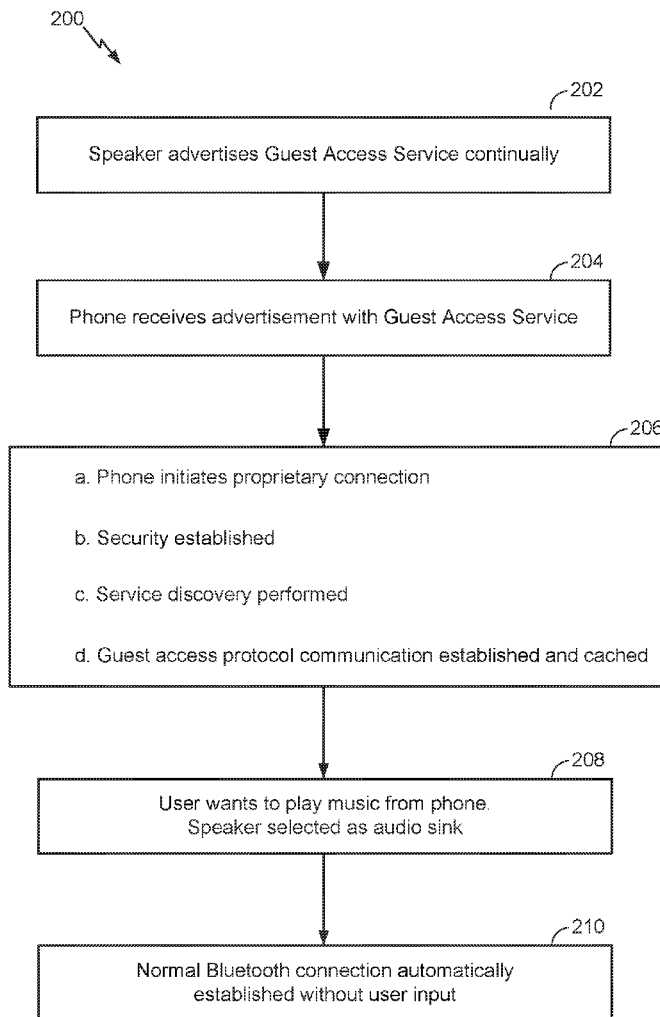 200
202
Speaker advertises Guest Access Service continually
204
Phone receives advertisement with Guest Access Service
206
a. Phone initiates proprietary connection
b. Security established
c. Service discovery performed
d. Guest access protocol communication established and cached
208
User wants to play music from phone.
Speaker selected as audio sink
210
Normal Bluetooth connection automatically
established without user input